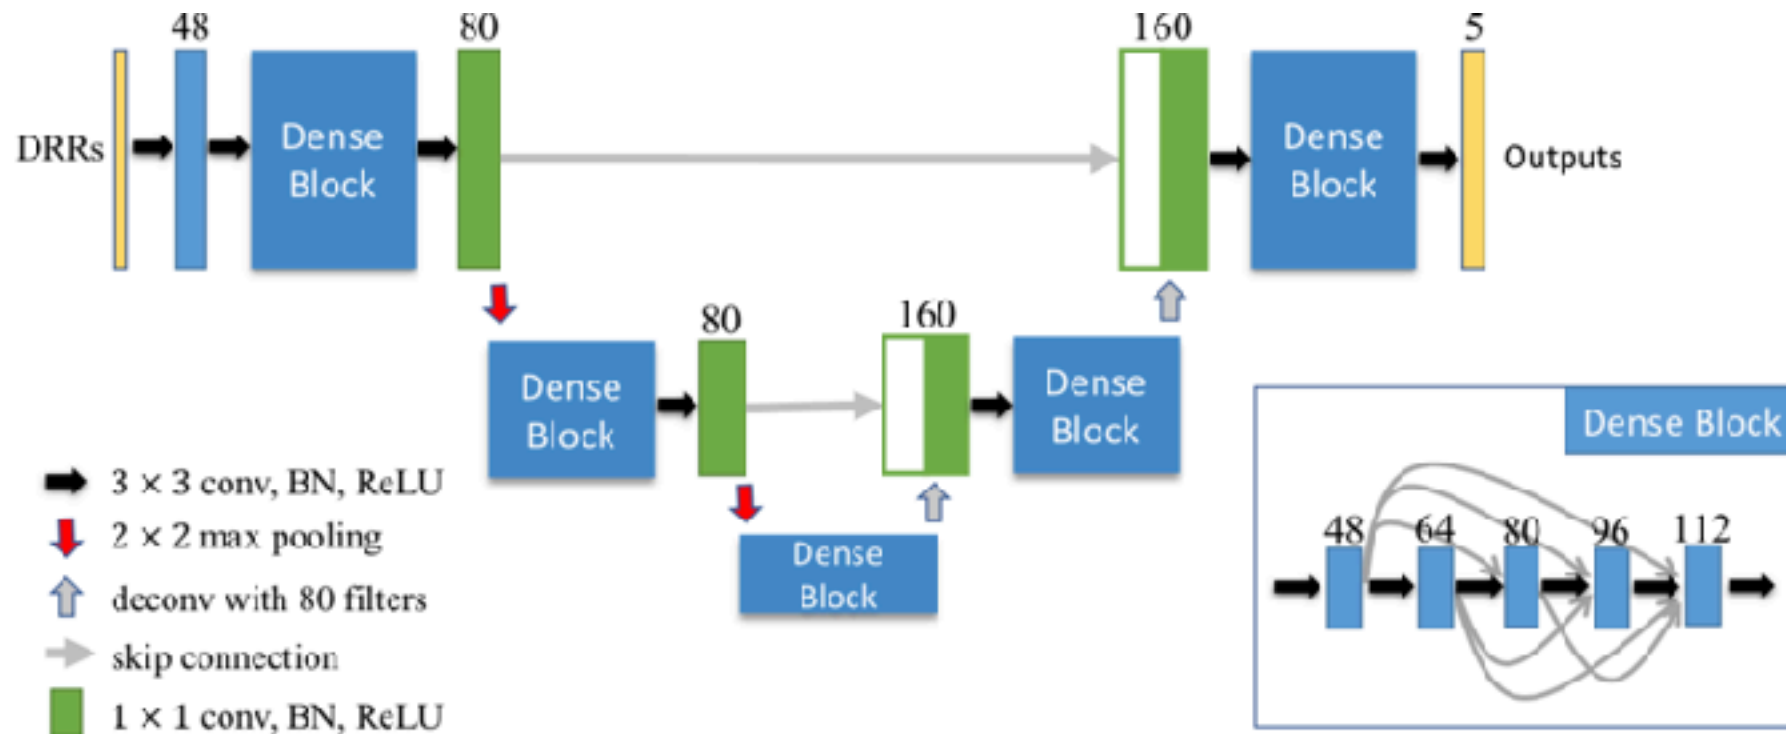 48
80
160
5
DRRs
Dense
Block
Dense
Block
Outputs
80
160
Dense
Block
Dense
Block
Dense
Block
3 × 3 conv, BN, ReLU
2 × 2 max pooling
deconv with 80 filters
skip connection
1 × 1 conv, BN, ReLU
Dense Block
48
64
80
96
112